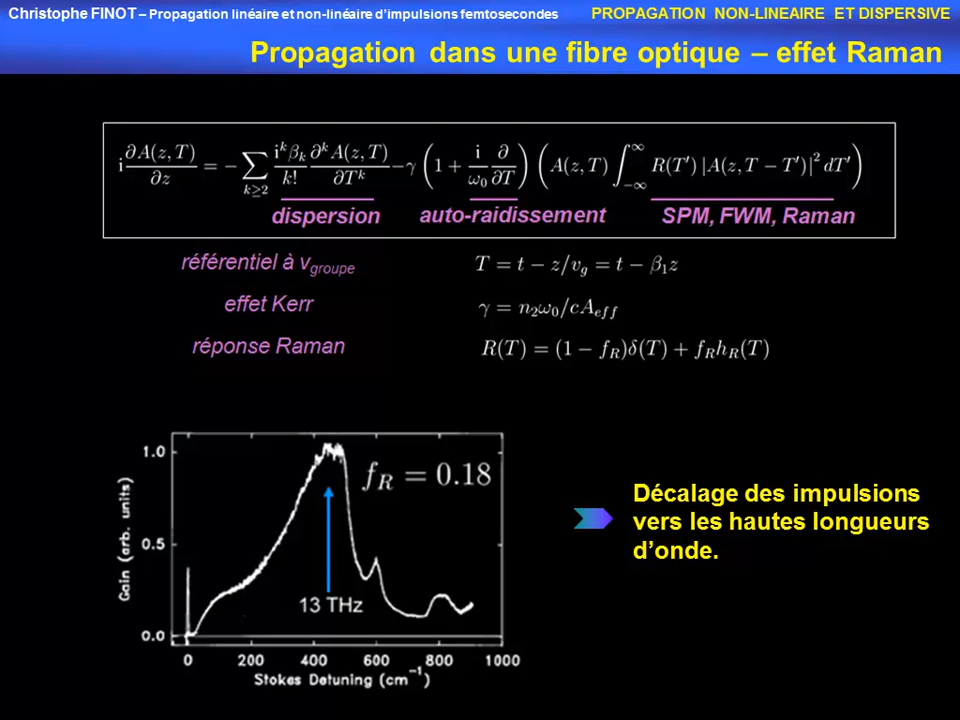 Christophe FINOT – Propagation linéaire et non-linéaire d’impulsions femtosecondes PROPAGATION NON-LINEAIRE ET DISPERSIVE
Propagation dans une fibre optique – effet Raman
i ∂A(z,T)/∂z = − ∑_{k≥2} (i^k β_k / k!) (∂^k A(z,T)/∂T^k) − γ (1 + (i/ω_0) ∂/∂T) (A(z,T) ∫_{−∞}^{∞} R(T′) |A(z,T − T′)|² dT′)
dispersion auto-raidissement SPM, FWM, Raman
référentiel à v_groupe T = t − z/v_g = t − β_1 z
effet Kerr γ = n_2 ω_0/c A_eff
réponse Raman R(T) = (1 − f_R)δ(T) + f_R h_R(T)
Gain (arb. units)
1.0
0.5
0.0
f_R = 0.18
13 THz
0 200 400 600 800 1000
Stokes Detuning (cm⁻¹)
Décalage des impulsions
vers les hautes longueurs
d’onde.